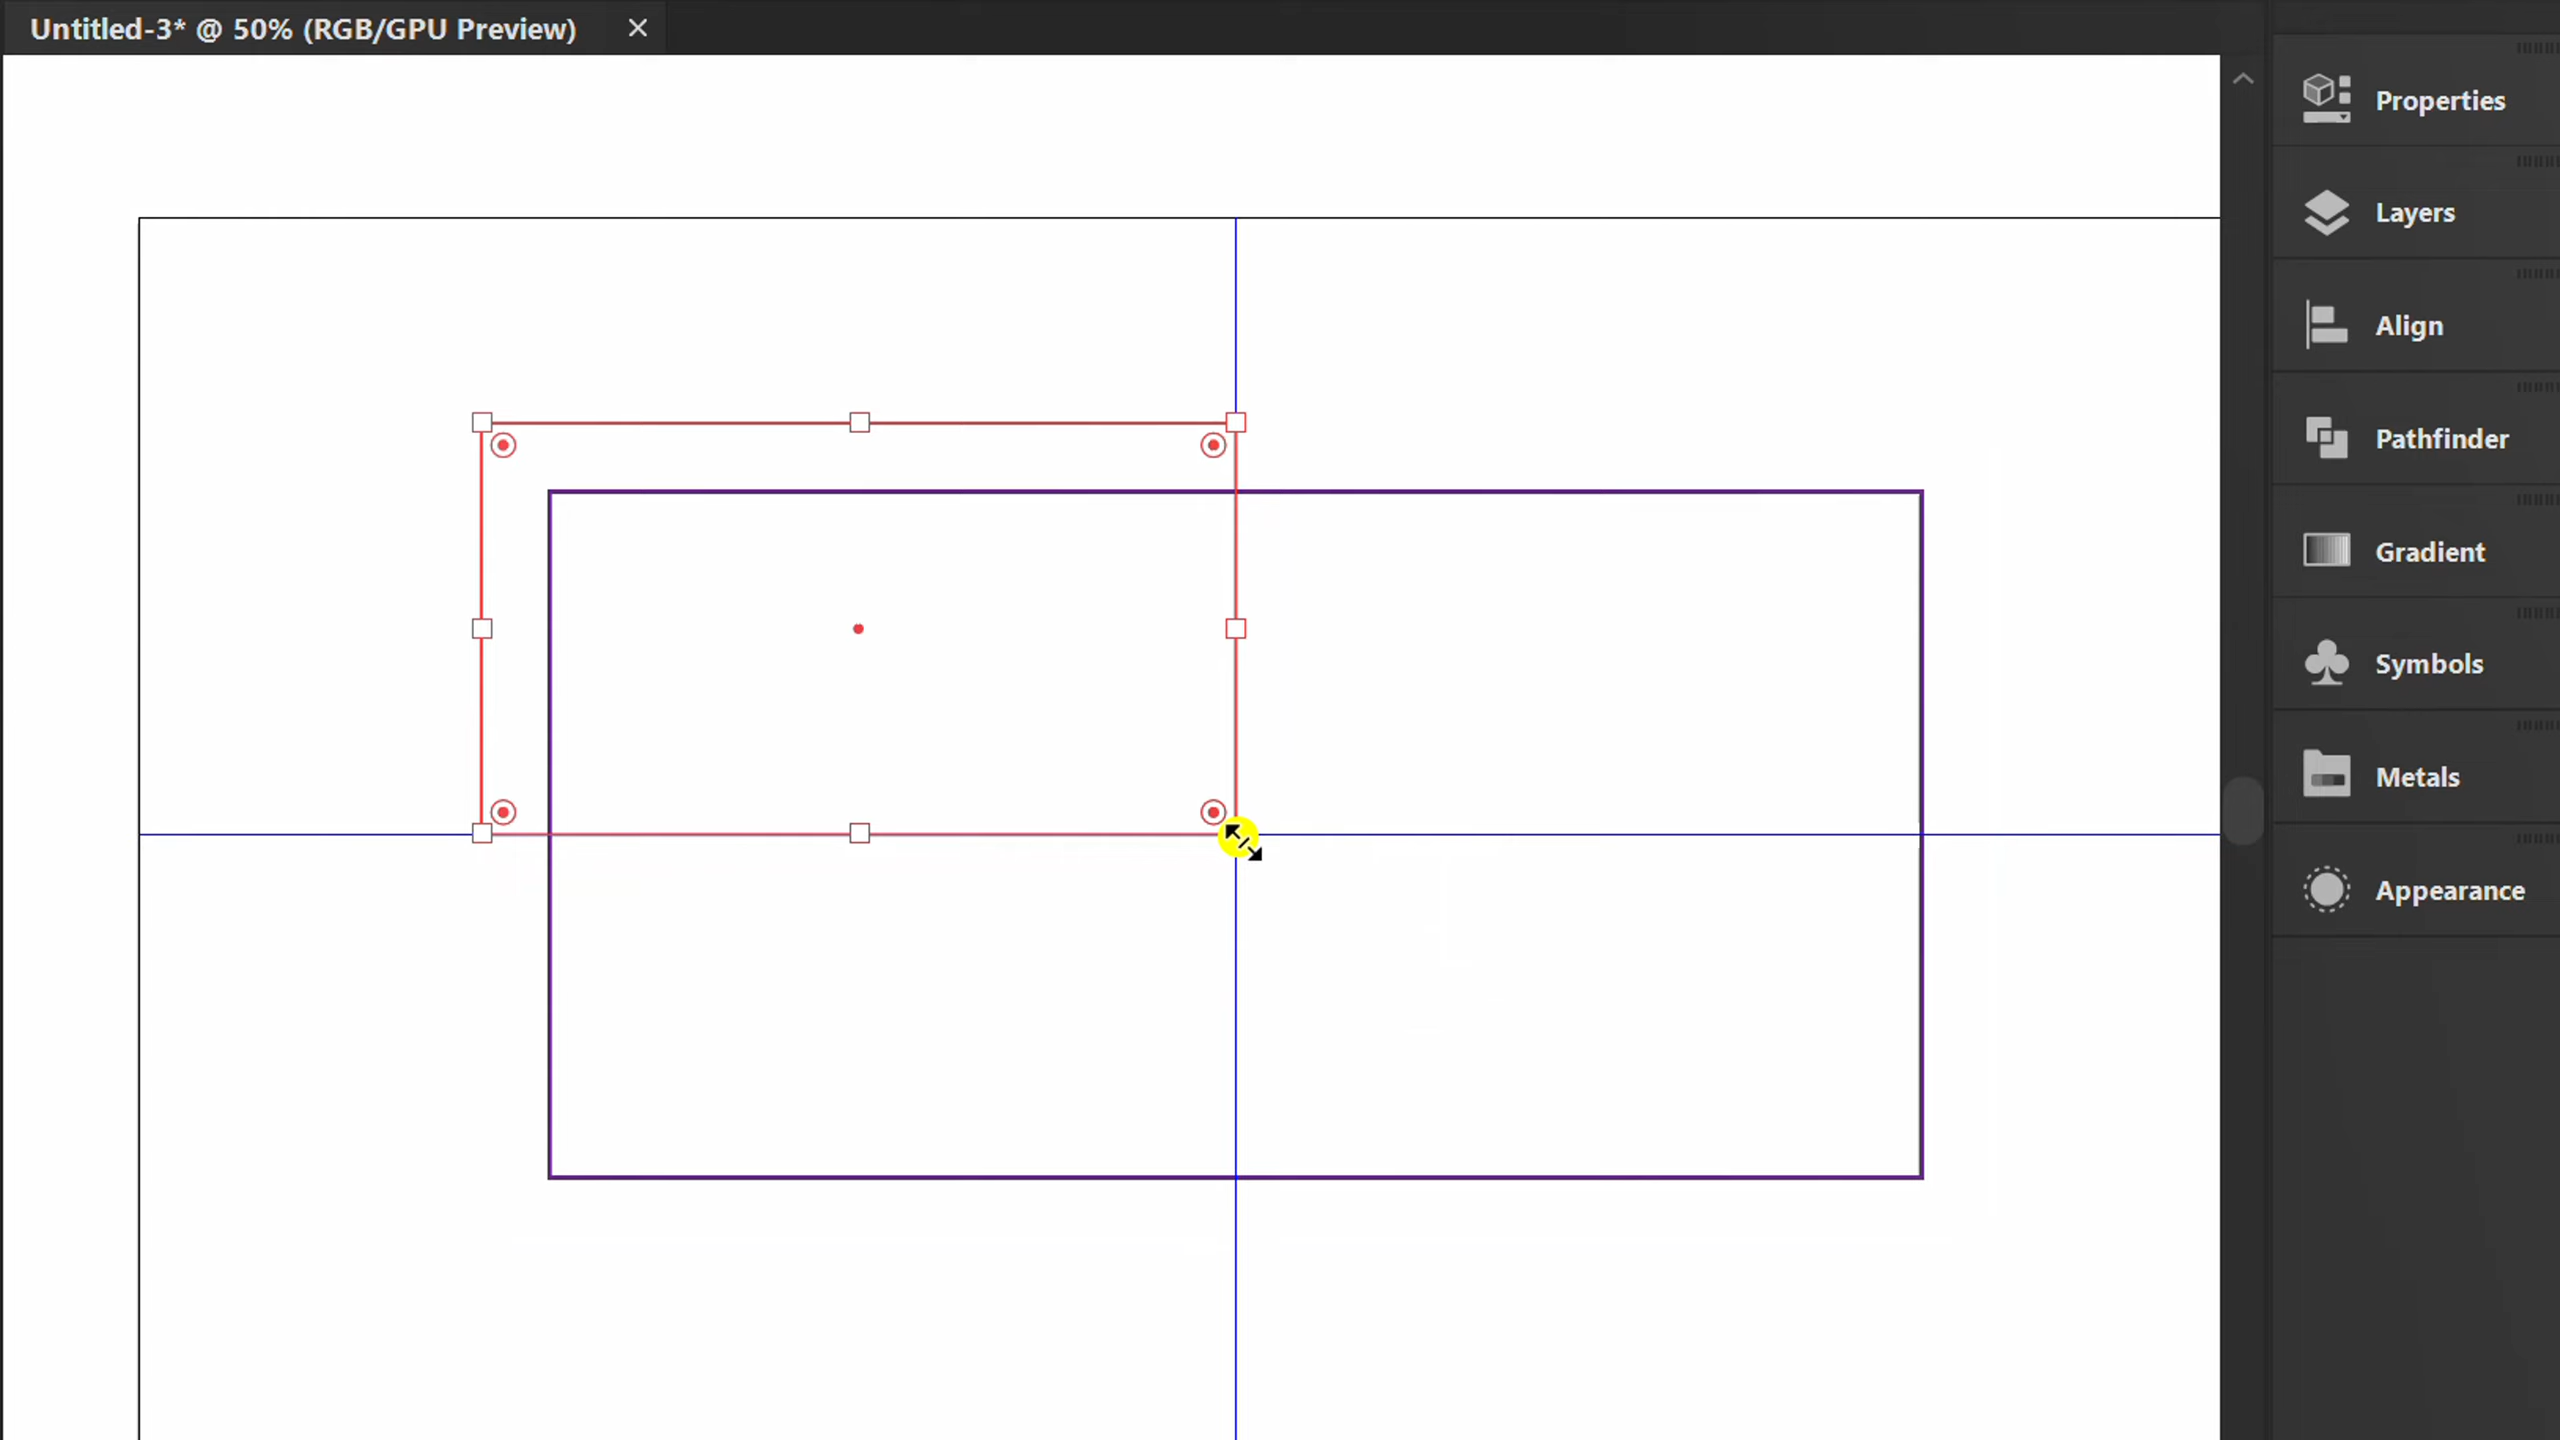 Untitled-3* @ 50% (RGB/GPU Preview)
Properties
Layers
Align
Pathfinder
Gradient
Symbols
Metals
Appearance